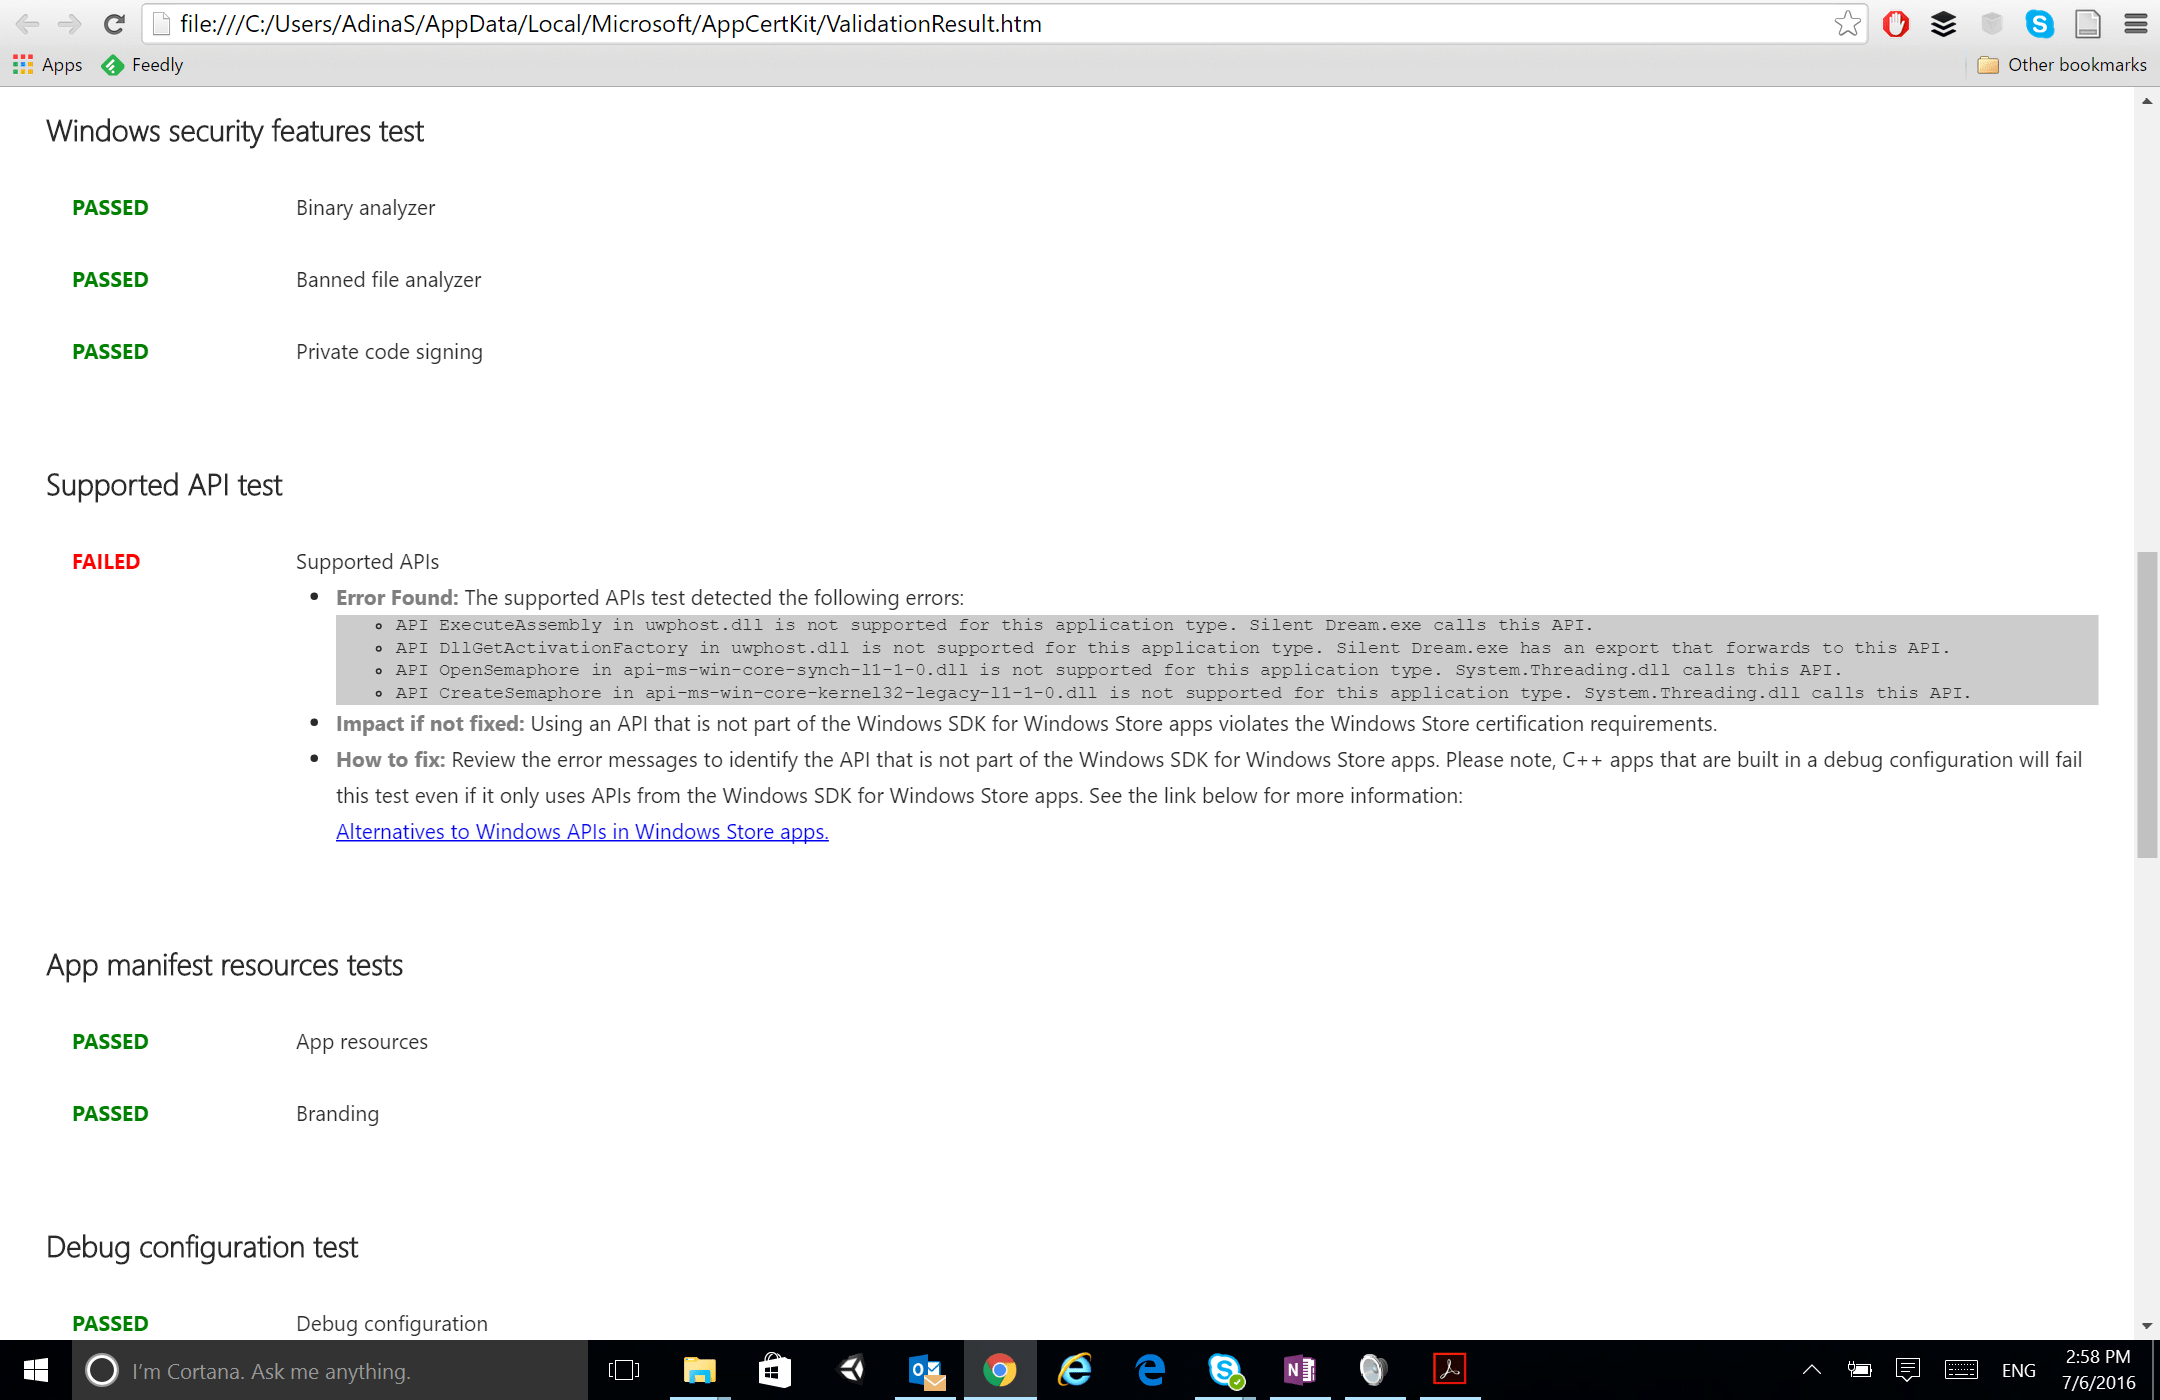 file:///C:/Users/AdinaS/AppData/Local/Microsoft/AppCertKit/ValidationResult.htm
Apps
Feedly
Other bookmarks
Windows security features test
PASSED Binary analyzer
PASSED Banned file analyzer
PASSED Private code signing
Supported API test
FAILED Supported APIs
Error Found: The supported APIs test detected the following errors:
API ExecuteAssembly in uwphost.dll is not supported for this application type. Silent Dream.exe calls this API.
API DllGetActivationFactory in uwphost.dll is not supported for this application type. Silent Dream.exe has an export that forwards to this API.
API OpenSemaphore in api-ms-win-core-synch-l1-1-0.dll is not supported for this application type. System.Threading.dll calls this API.
API CreateSemaphore in api-ms-win-core-kernel32-legacy-l1-1-0.dll is not supported for this application type. System.Threading.dll calls this API.
Impact if not fixed: Using an API that is not part of the Windows SDK for Windows Store apps violates the Windows Store certification requirements.
How to fix: Review the error messages to identify the API that is not part of the Windows SDK for Windows Store apps. Please note, C++ apps that are built in a debug configuration will fail
this test even if it only uses APIs from the Windows SDK for Windows Store apps. See the link below for more information:
Alternatives to Windows APIs in Windows Store apps.
App manifest resources tests
PASSED App resources
PASSED Branding
Debug configuration test
PASSED Debug configuration
I'm Cortana. Ask me anything.
ENG
2:58 PM
7/6/2016